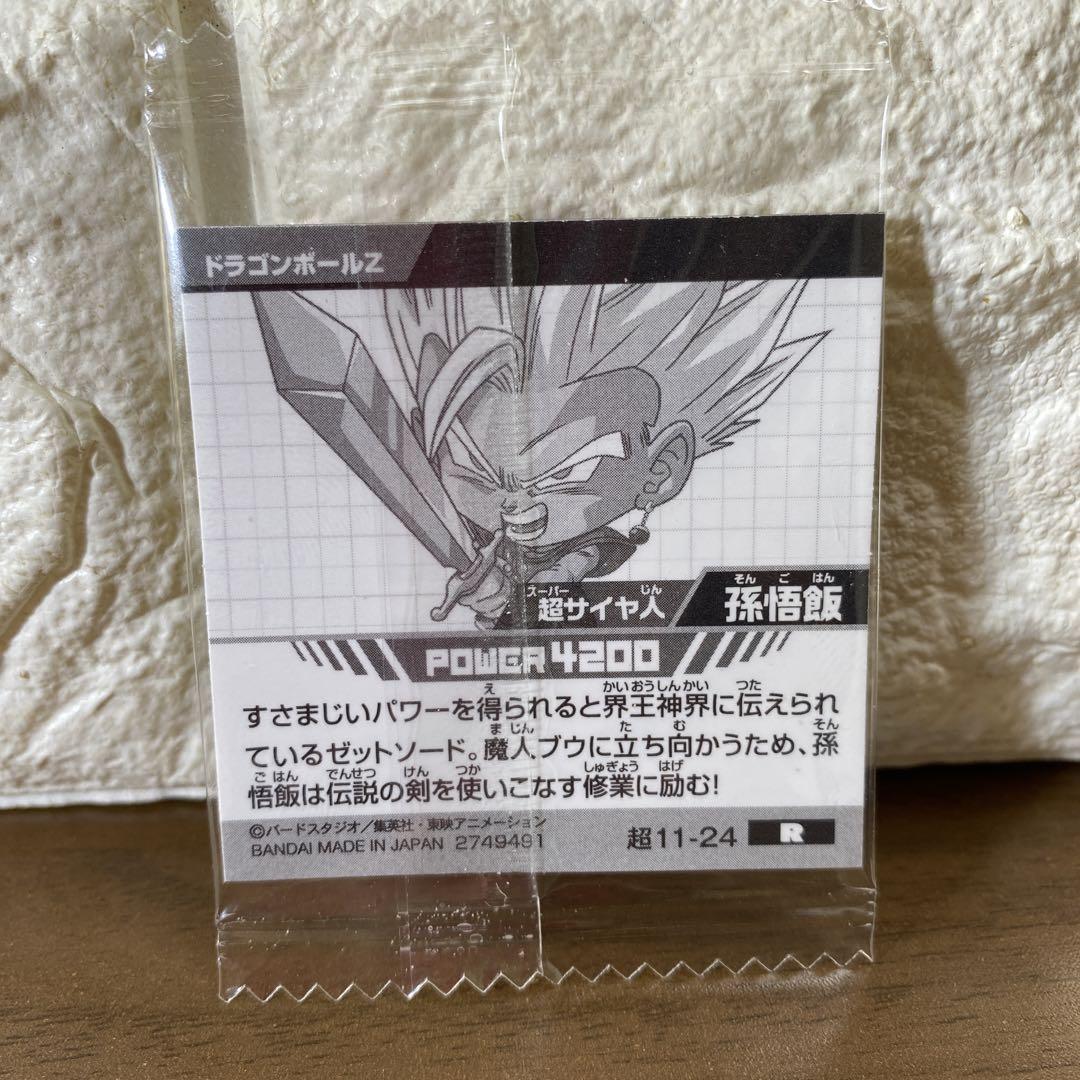 ドラゴンボールZ
スーパー じん
超サイヤ人
そん ご はん
孫悟飯
POWER 4200
え かいおうしんかい つた
すさまじいパワーを得られると界王神界に伝えられ
ま じん た む そん
ているゼットソード。魔人ブウに立ち向かうため、孫
ご はん でんせつ けん つか しゅぎょう はげ
悟飯は伝説の剣を使いこなす修業に励む!
©バードスタジオ/集英社・東映アニメーション
BANDAI MADE IN JAPAN 2749491
超11-24 R